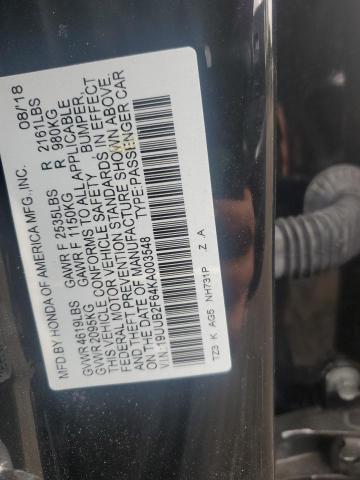 MFD BY HONDA OF AMERICA MFG.,INC. 08/18
GVWR 4619LBS GAWR F 2535LBS R 2161LBS
GVWR 2095KG GAWR F 1150KG R 980KG
THIS VEHICLE CONFORMS TO ALL APPLICABLE
FEDERAL MOTOR VEHICLE SAFETY, BUMPER,
AND THEFT PREVENTION STANDARDS IN EFFECT
ON THE DATE OF MANUFACTURE SHOWN ABOVE.
V.I.N: 19UUB2F64KA003548 TYPE:PASSENGER CAR
TZ3 K AG5 NH731P Z A